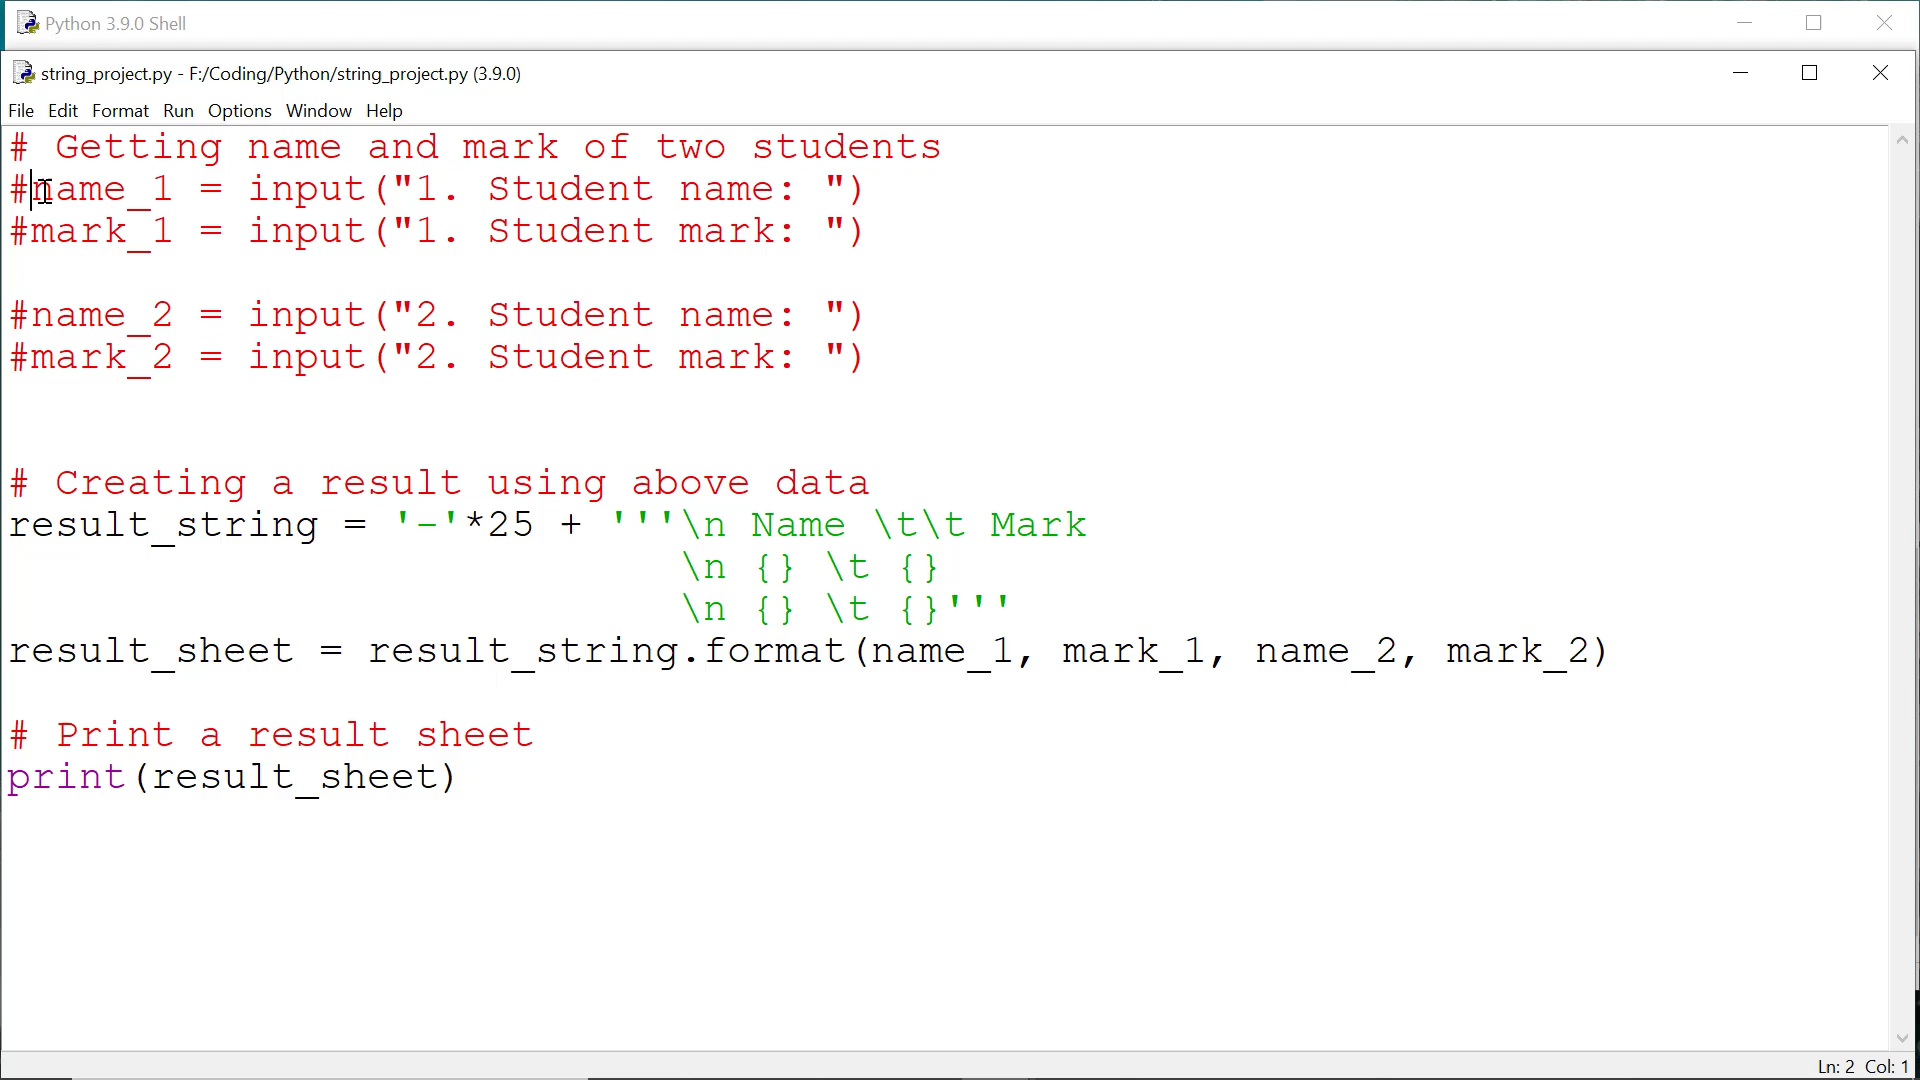 Python 3.9.0 Shell
string_project.py - F:/Coding/Python/string_project.py (3.9.0)
File Edit Format Run Options Window Help
# Getting name and mark of two students
#name_1 = input("1. Student name: ")
#mark_1 = input("1. Student mark: ")
#name_2 = input("2. Student name: ")
#mark_2 = input("2. Student mark: ")
# Creating a result using above data
result_string = '-'*25 + '''\n Name \t\t Mark
\n {} \t {}
\n {} \t {}'''
result_sheet = result_string.format(name_1, mark_1, name_2, mark_2)
# Print a result sheet
print(result_sheet)
Ln: 2 Col: 1